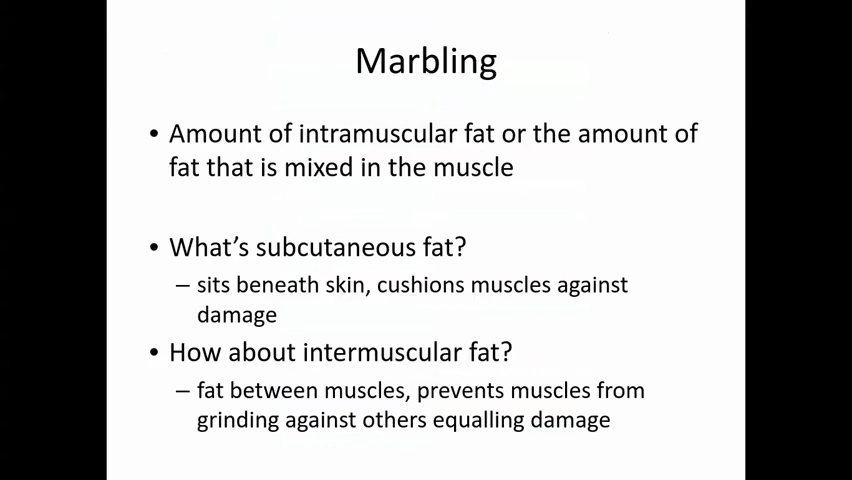 Marbling
• Amount of intramuscular fat or the amount of
fat that is mixed in the muscle
• What’s subcutaneous fat?
– sits beneath skin, cushions muscles against
damage
• How about intermuscular fat?
– fat between muscles, prevents muscles from
grinding against others equalling damage